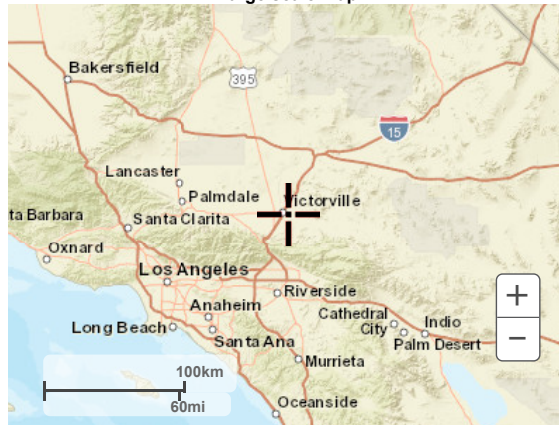 Bakersfield
395
15
Lancaster
Palmdale
Victorville
ta Barbara
Santa Clarita
Oxnard
Los Angeles
Riverside
Anaheim
Cathedral
City
Indio
Long Beach
Santa Ana
Palm Desert
Murrieta
100km
60mi
Oceanside
+
−